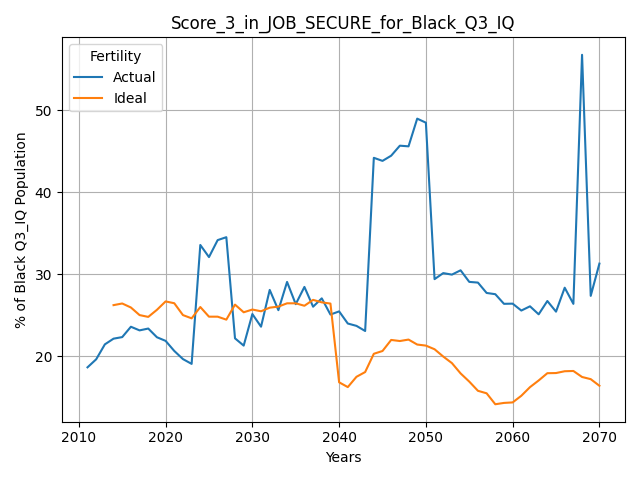 Score_3_in_JOB_SECURE_for_Black_Q3_IQ
Fertility
Actual
Ideal
% of Black Q3_IQ Population
50
40
30
20
2010 2020 2030 2040 2050 2060 2070
Years